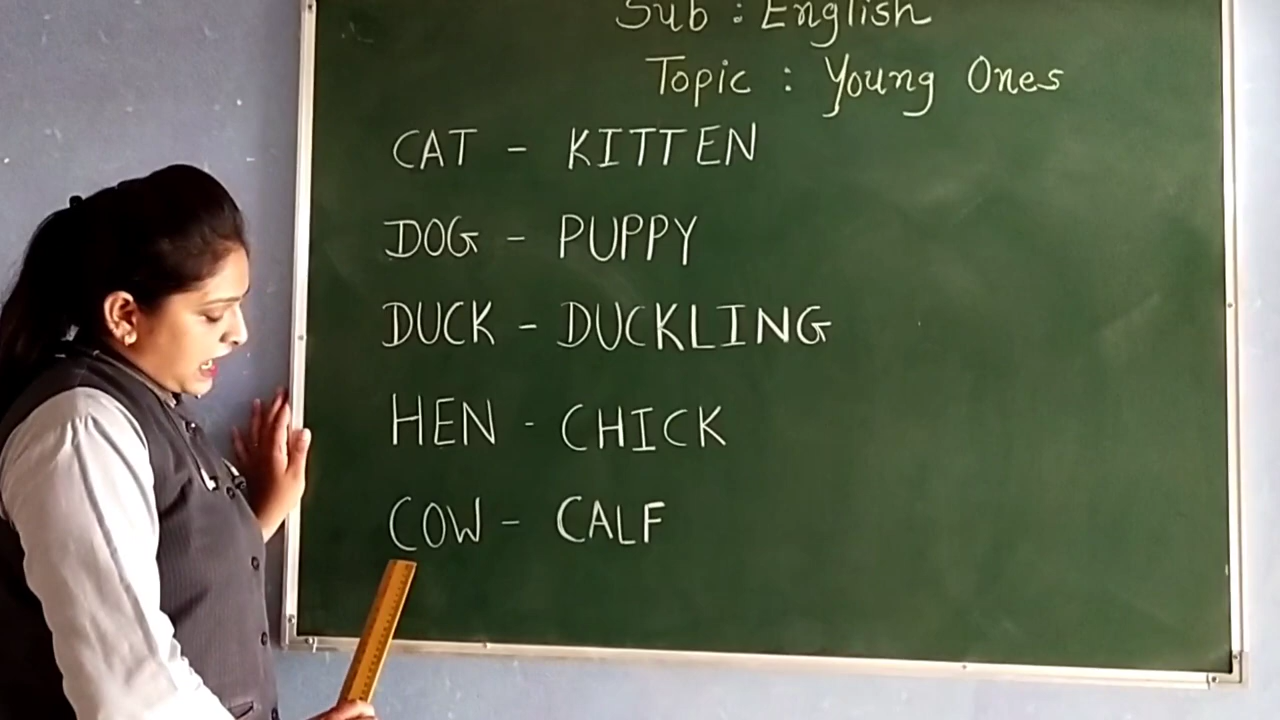 Sub : English
Topic : Young Ones
CAT - KITTEN
DOG - PUPPY
DUCK - DUCKLING
HEN - CHICK
COW - CALF